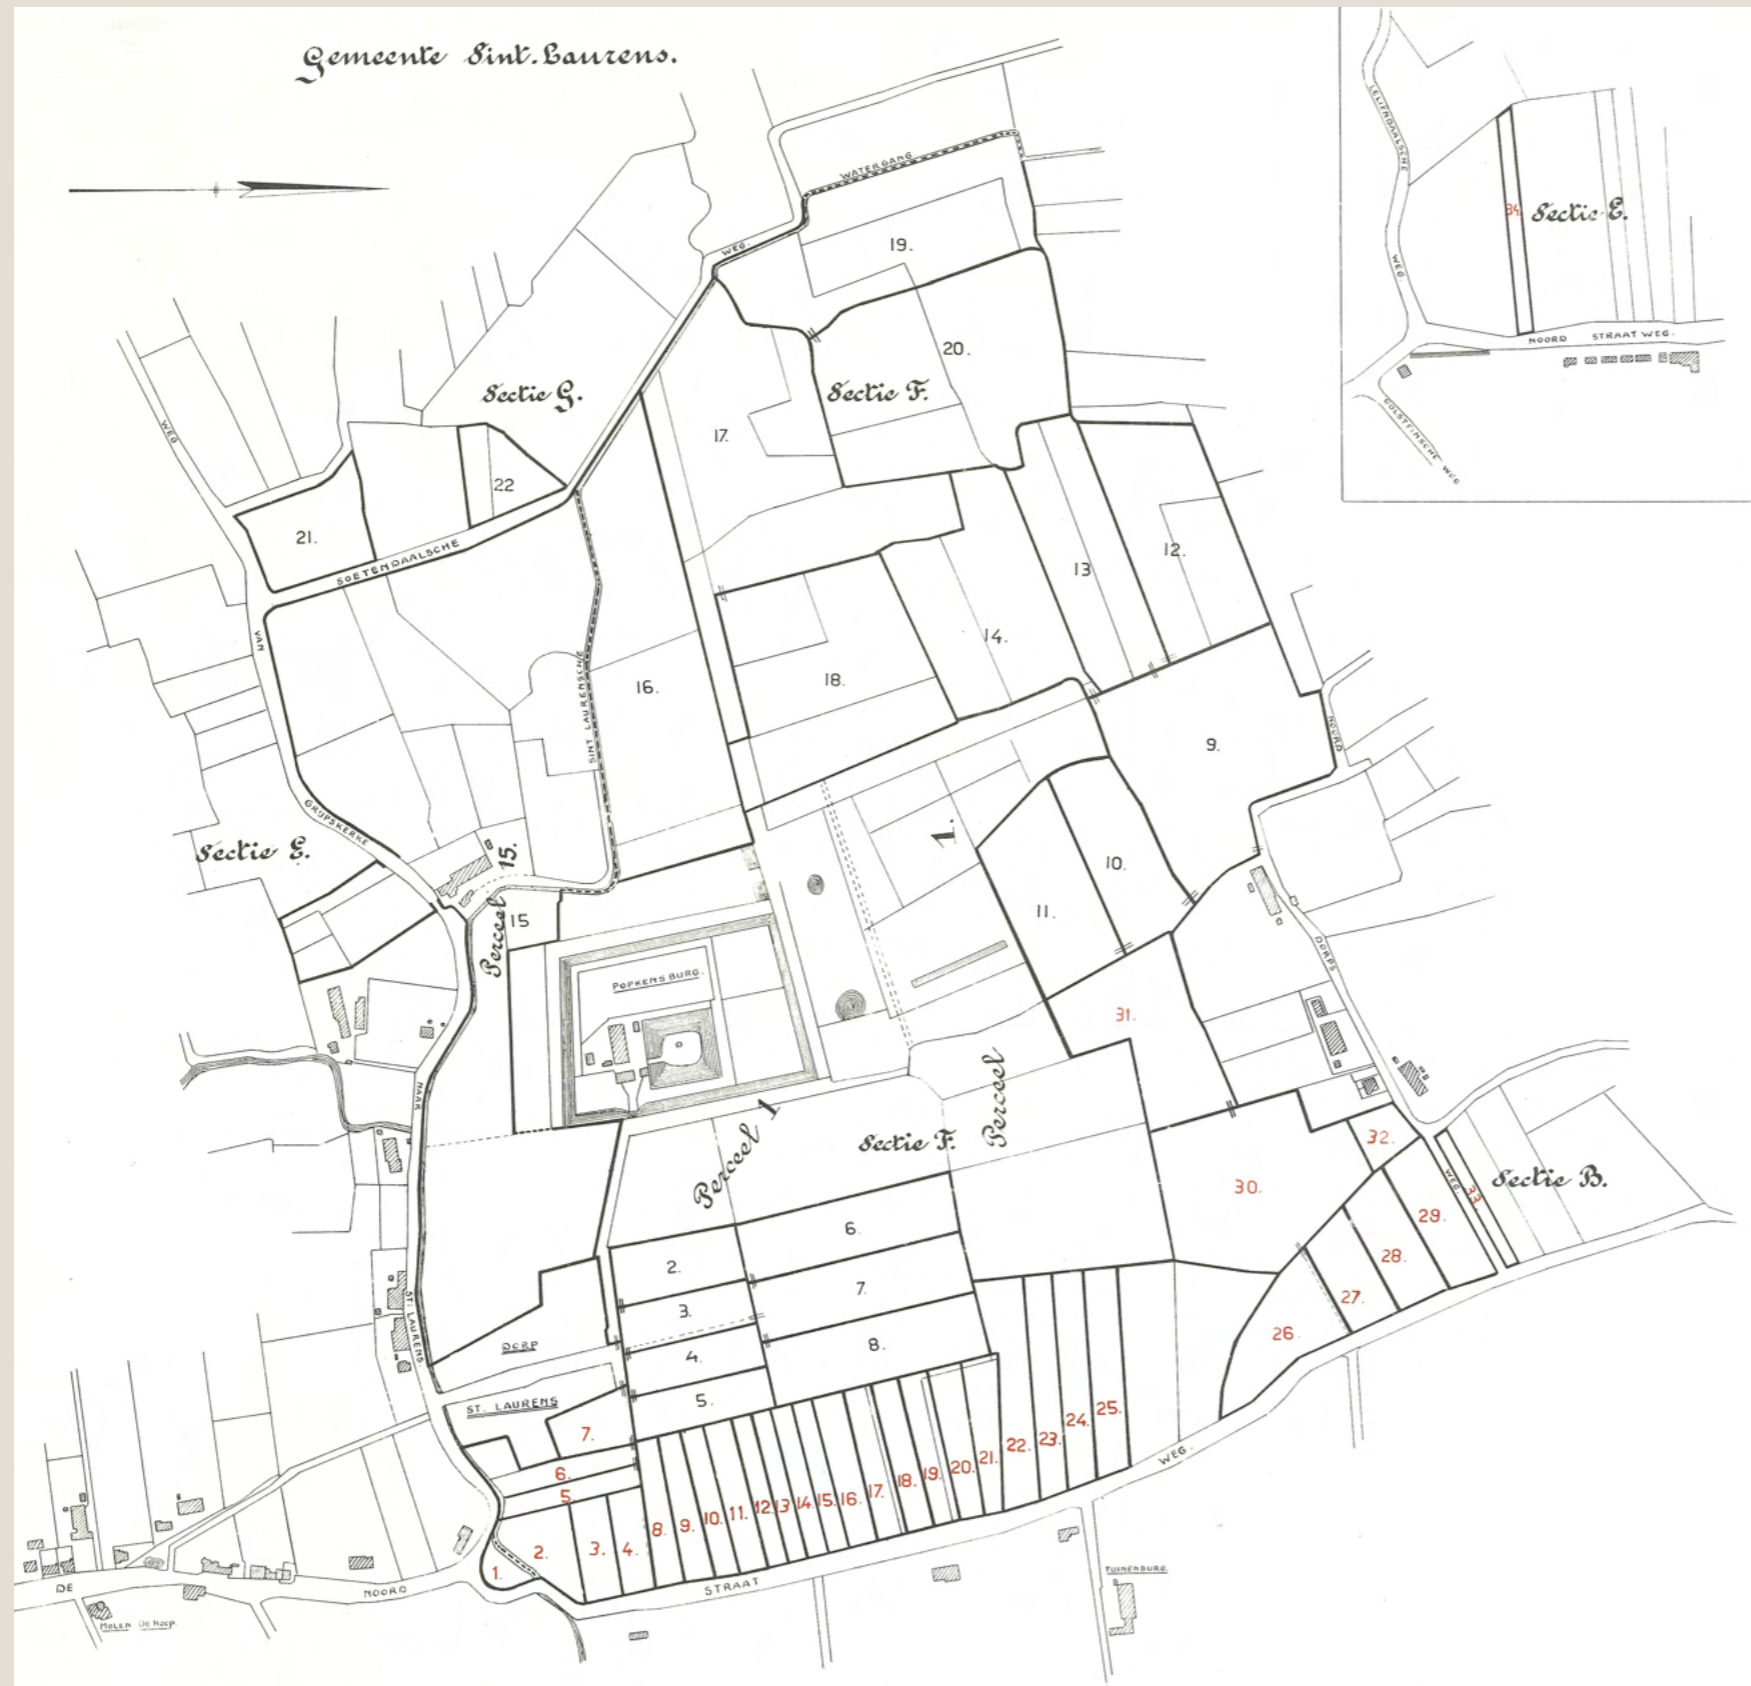 Gemeente Sint-Laurens.
WATERGANG
WEG.
19.
20.
Sectie G.
Sectie F.
17.
WEG
22
21.
SOETENDAALSCHE
12.
13
14.
VAN
SINT LAURENSCHE
16.
18.
9.
NOORD
GRIJPSKERKE
Sectie E.
Perceel 15.
15
1.
10.
11.
POPKENSBURG.
DORPS
31.
NAAR
Perceel 1
Sectie F.
Perceel
32.
30.
WEG.
33.
Sectie B.
29.
28.
27.
26
6.
2.
7.
3.
8.
4.
5.
ST. LAURENS.
DORP
ST. LAURENS
7.
6.
5.
25.
24.
23.
22.
21.
20.
19.
18.
17.
16.
15.
14.
13
12
11.
10.
9.
8.
4.
3.
2.
1.
WEG.
STRAAT
DE
NOORD
MOLEN DE HOOP.
TUINENBURG.
LELIENDAALSCHE
WEG
34.
Sectie E.
NOORD STRAAT WEG.
GOLSTEINSCHE WEG